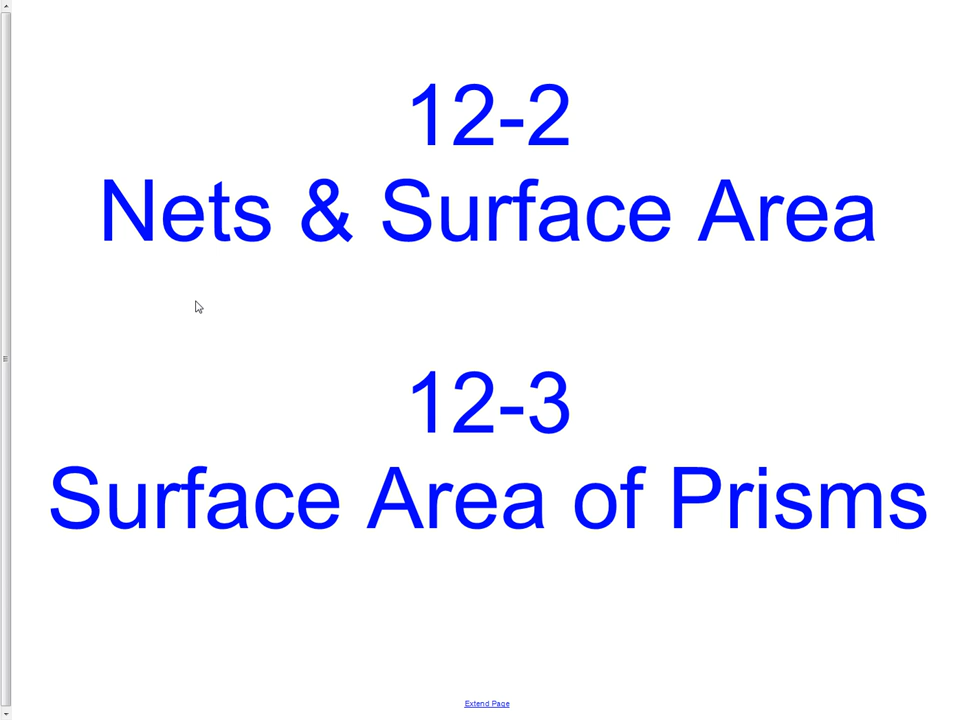 12-2
Nets & Surface Area
12-3
Surface Area of Prisms
Extend Page